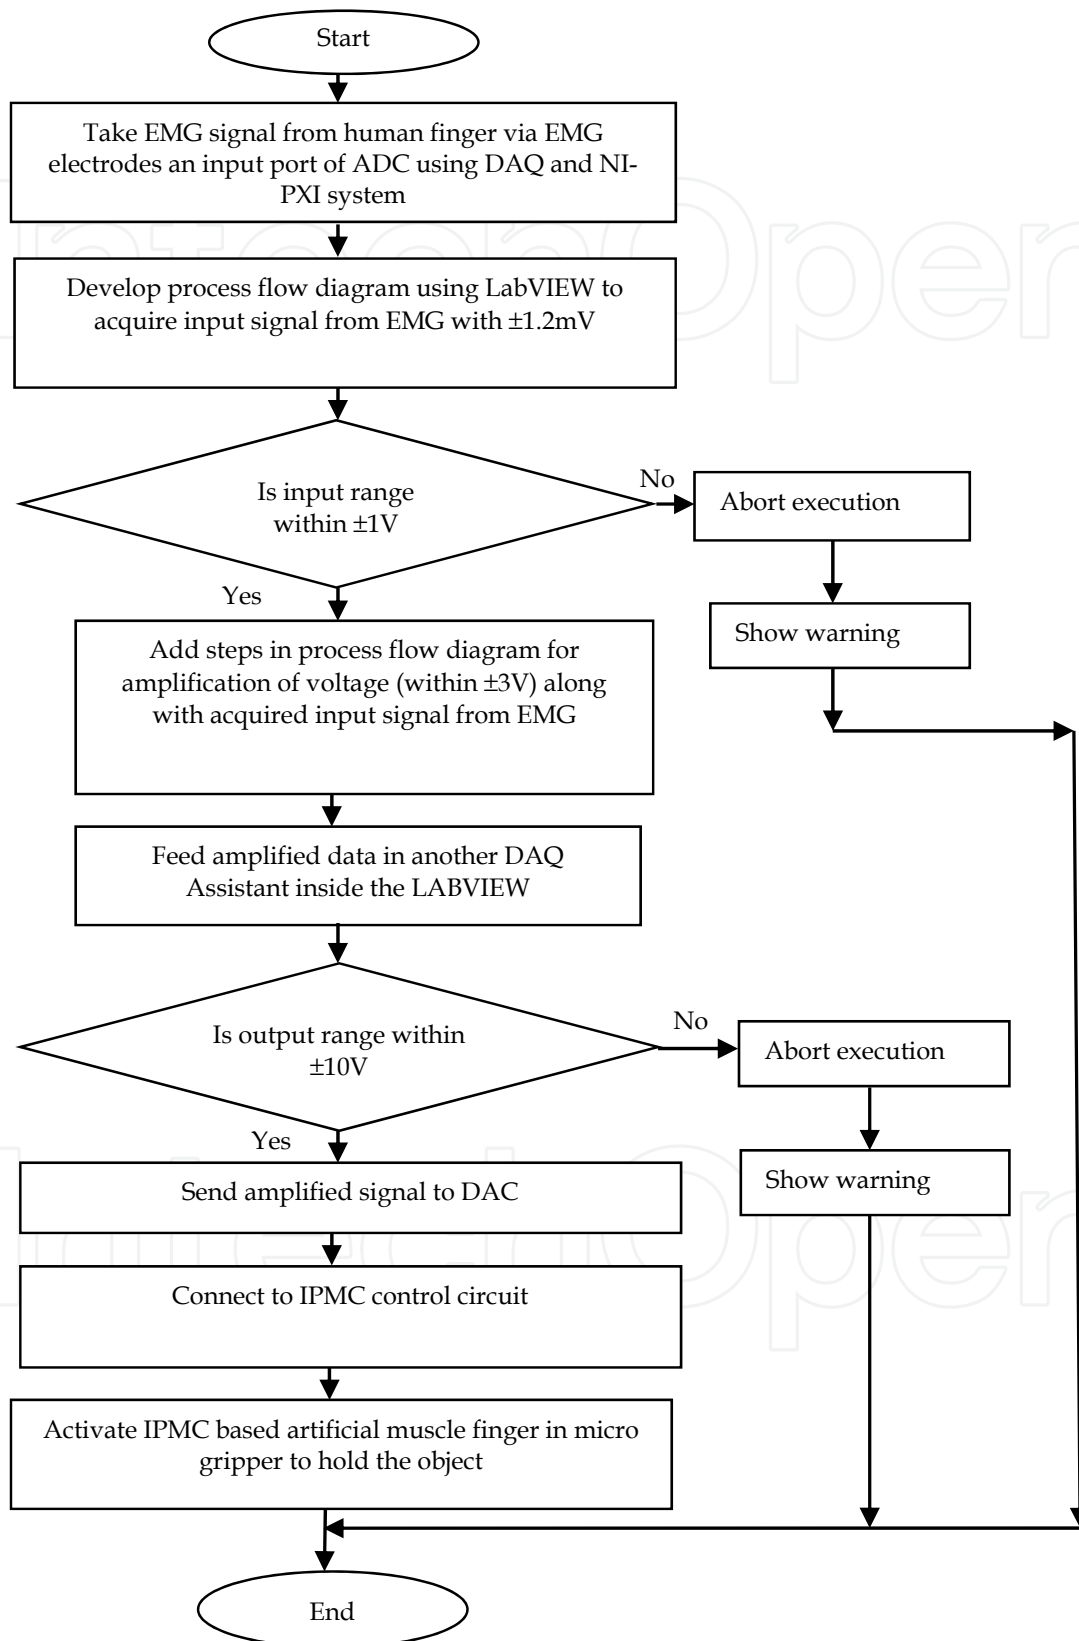 Start
Take EMG signal from human finger via EMG
electrodes an input port of ADC using DAQ and NI-
PXI system
IntechOpen
Develop process flow diagram using LabVIEW to
acquire input signal from EMG with ±1.2mV
Is input range
within ±1V
No
Abort execution
Yes
Show warning
Add steps in process flow diagram for
amplification of voltage (within ±3V) along
with acquired input signal from EMG
Feed amplified data in another DAQ
Assistant inside the LABVIEW
Is output range within
±10V
No
Abort execution
Yes
Show warning
Send amplified signal to DAC
IntechOpen
Connect to IPMC control circuit
Activate IPMC based artificial muscle finger in micro
gripper to hold the object
End